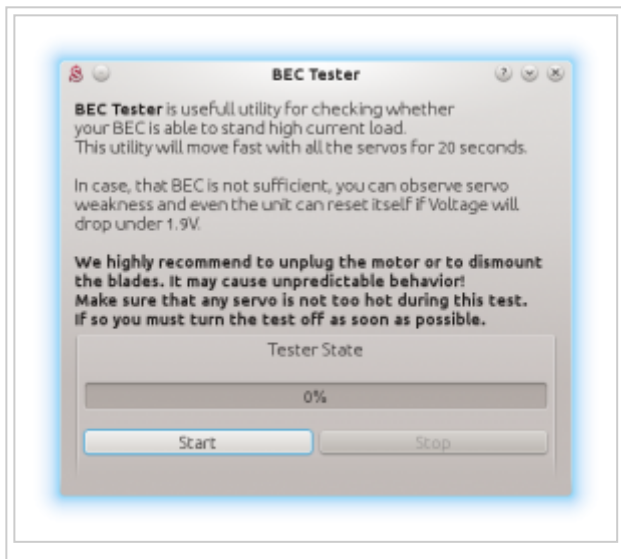 BEC Tester
BEC Tester is usefull utility for checking whether
your BEC is able to stand high current load.
This utility will move fast with all the servos for 20 seconds.
In case, that BEC is not sufficient, you can observe servo
weakness and even the unit can reset itself if Voltage will
drop under 1.9V.
We highly recommend to unplug the motor or to dismount
the blades. It may cause unpredictable behavior!
Make sure that any servo is not too hot during this test.
If so you must turn the test off as soon as possible.
Tester State
0%
Start
Stop